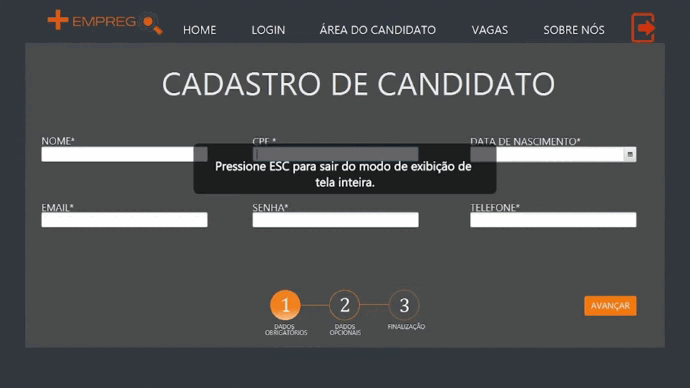 EMPREG
HOME
LOGIN
ÁREA DO CANDIDATO
VAGAS
SOBRE NÓS
CADASTRO DE CANDIDATO
NOME*
CPF *
DATA DE NASCIMENTO*
Pressione ESC para sair do modo de exibição de
tela inteira.
EMAIL*
SENHA*
TELEFONE*
1
2
3
DADOS
OBRIGATÓRIOS
DADOS
OPCIONAIS
FINALIZAÇÃO
AVANÇAR